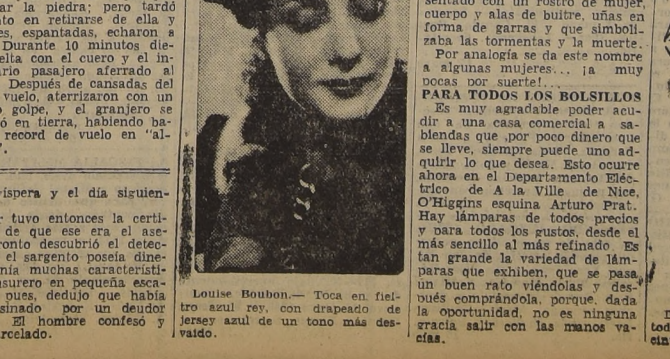 ar la piedra; pero tardó
to en retirarse de ella y
es, espantadas, echaron a
Durante 10 minutos die-
elta con el cuero y el in-
ario pasajero aferrado al
Después de cansadas del
vuelo, aterrizaron con un
golpe, y el granjero se
ó en tierra, habiendo ba-
record de vuelo en "al-
".
íspera y el día siguien-
r tuvo entonces la certi-
de que ese era el ase-
ronto descubrió el detec-
el sargento poseía dine-
nía muchas característi-
surero en pequeña esca-
pues, dedujo que había
sinado por un deudor
El hombre confesó y
rcelado.
Louise Boubon.— Toca en fiel-
tro azul rey, con drapeado de
jersey azul de un tono más des-
vaido.
sentado con un rostro de mujer,
cuerpo y alas de buitre, uñas en
forma de garras y que simboli-
zaba las tormentas y la muerte.
Por analogía se da este nombre
a algunas mujeres... ¡a muy
pocas por suerte!...
PARA TODOS LOS BOLSILLOS
Es muy agradable poder acu-
dir a una casa comercial a sa-
biendas que ,por poco dinero que
se lleve, siempre puede uno ad-
quirir lo que desea. Esto ocurre
ahora en el Departamento Eléc-
trico de A la Ville de Nice,
O'Higgins esquina Arturo Prat.
Hay lámparas de todos precios
y para todos los gustos, desde el
más sencillo al más refinado. Es
tan grande la variedad de lám-
paras que exhiben, que se pasa
un buen rato viéndolas y des-
pués comprándola, porque, dada
la oportunidad, no es ninguna
gracia salir con las manos va-
cías.